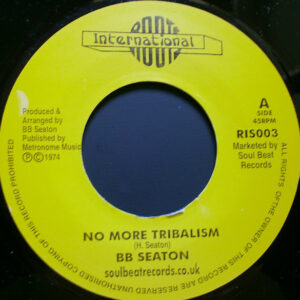 ROOTS
International
Produced &
Arranged by
BB Seaton
Published by
Metronome Music
Ⓟ©1974
A
SIDE
45RPM
RIS003
Marketed by
Soul Beat
Records
NO MORE TRIBALISM
(H. Seaton)
BB SEATON
soulbeatrecords.co.uk
ALL RIGHTS OF THE OWNER OF THIS RECORD ARE RESERVED UNAUTHORISED COPYING OF THIS RECORD PROHIBITED